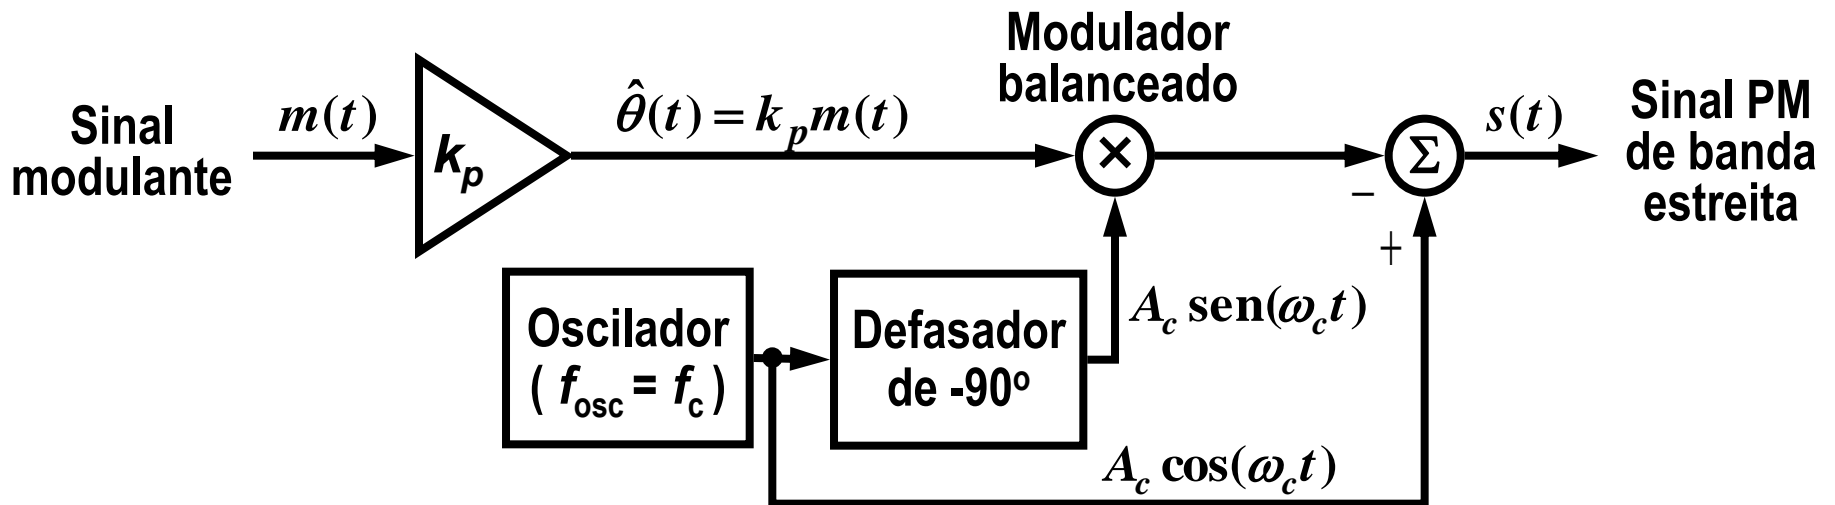 Sinal
modulante
m(t)
k_p
θ̂(t) = k_p m(t)
Modulador
balanceado
×
−
+
Σ
s(t)
Sinal PM
de banda
estreita
Oscilador
( f_osc = f_c )
Defasador
de -90º
A_c sen(ω_c t)
A_c cos(ω_c t)